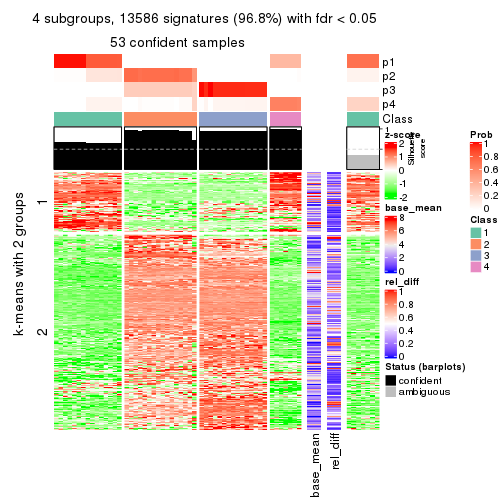 4 subgroups, 13586 signatures (96.8%) with fdr < 0.05
53 confident samples
p1
p2
p3
p4
Class
1
Silhouette
score
k-means with 2 groups
1
2
base_mean
rel_diff
z-score
2
1
0
-1
-2
base_mean
8
6
4
2
0
rel_diff
1
0.8
0.6
0.4
0.2
0
Status (barplots)
confident
ambiguous
Prob
1
0.8
0.6
0.4
0.2
0
Class
1
2
3
4